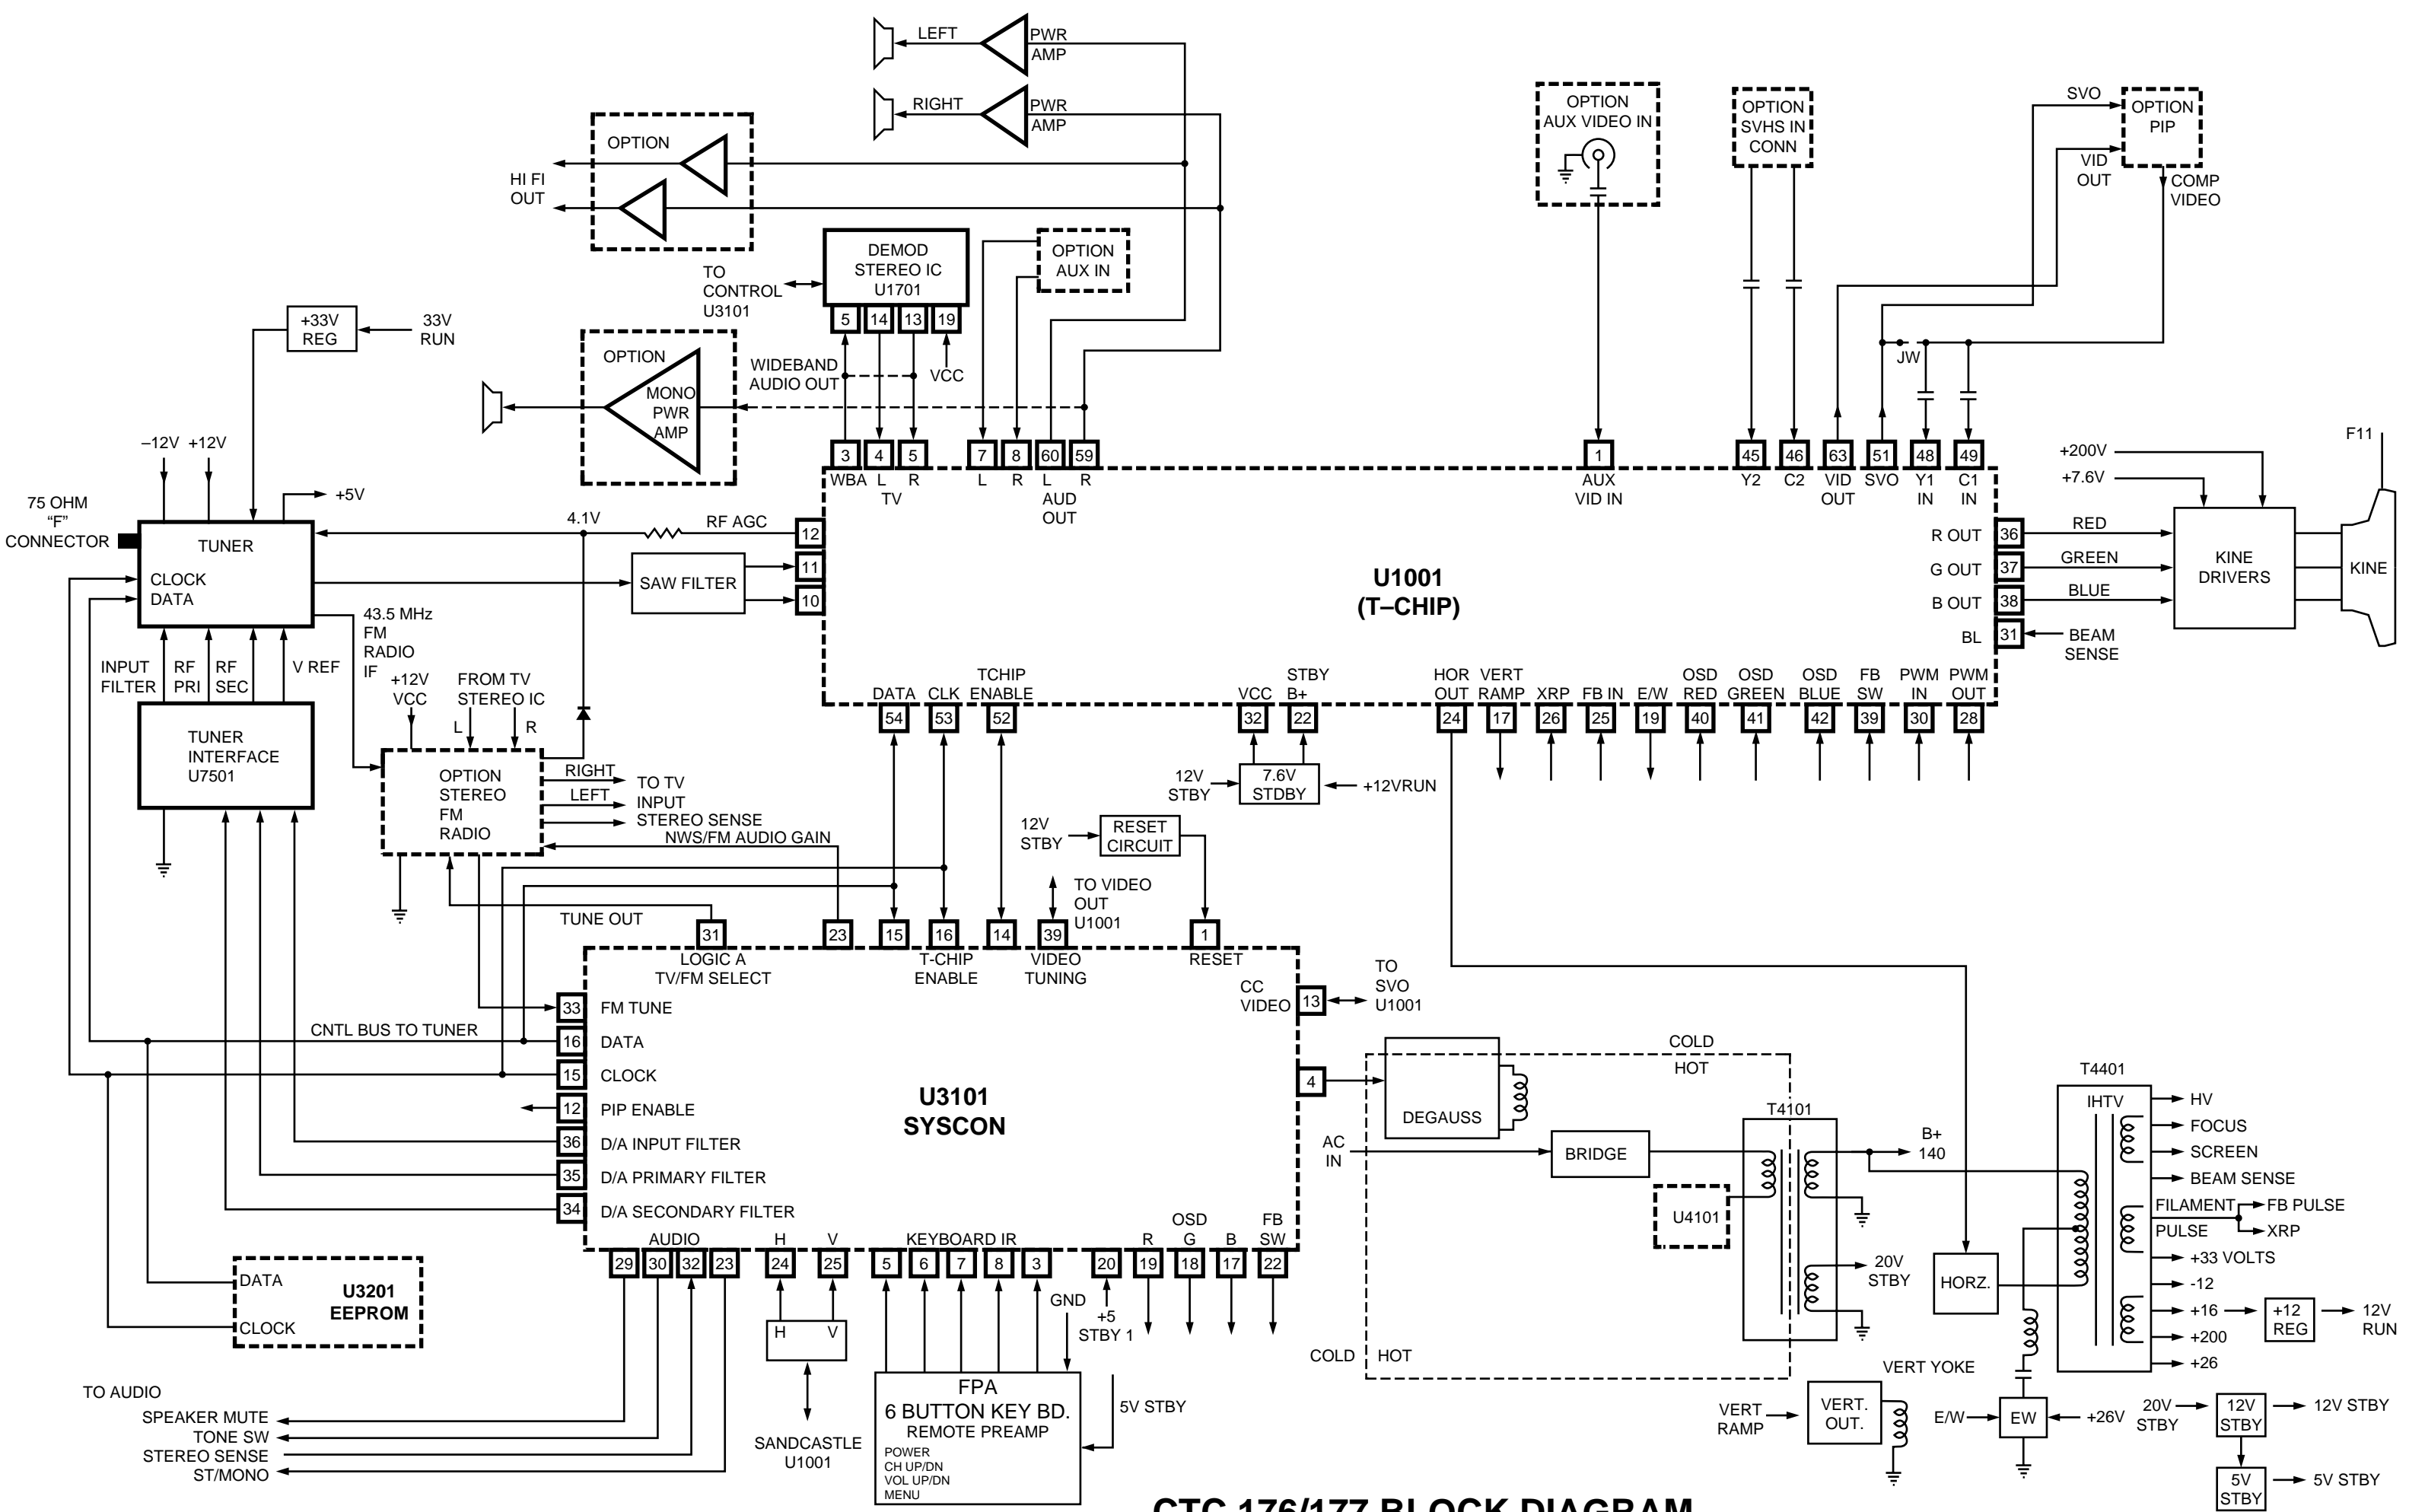 LEFT
PWR
AMP
RIGHT
PWR
AMP
OPTION
HI FI
OUT
DEMOD
STEREO IC
U1701
TO
CONTROL
U3101
5 14 13 19
OPTION
AUX IN
OPTION
AUX VIDEO IN
OPTION
SVHS IN
CONN
SVO
OPTION
PIP
VID
OUT
COMP
VIDEO
+33V
REG
33V
RUN
OPTION
MONO
PWR
AMP
WIDEBAND
AUDIO OUT
VCC
JW
–12V +12V
+5V
75 OHM
“F”
CONNECTOR
TUNER
CLOCK
DATA
4.1V
RF AGC
SAW FILTER
12
11
10
3 4 5 7 8 60 59 1 45 46 63 51 48 49
WBA L R L R L R
TV
AUD
OUT
AUX
VID IN
Y2 C2 VID
OUT
SVO Y1
IN
C1
IN
U1001
(T–CHIP)
R OUT 36 RED
G OUT 37 GREEN
B OUT 38 BLUE
BL 31 BEAM
SENSE
+200V
+7.6V
KINE
DRIVERS
KINE
F11
INPUT
FILTER
RF
PRI
RF
SEC
V REF
43.5 MHz
FM
RADIO
IF
+12V
VCC
FROM TV
STEREO IC
L R
TUNER
INTERFACE
U7501
OPTION
STEREO
FM
RADIO
RIGHT
LEFT
TO TV
INPUT
STEREO SENSE
NWS/FM AUDIO GAIN
DATA CLK TCHIP
ENABLE
54 53 52
VCC STBY
B+
32 22
12V
STBY
7.6V
STDBY
+12VRUN
HOR
OUT
VERT
RAMP
XRP FB IN E/W OSD
RED
OSD
GREEN
OSD
BLUE
FB
SW
PWM
IN
PWM
OUT
24 17 26 25 19 40 41 42 39 30 28
12V
STBY
RESET
CIRCUIT
TO VIDEO
OUT
U1001
TUNE OUT
31 23 15 16 14 39 1
LOGIC A
TV/FM SELECT
T-CHIP
ENABLE
VIDEO
TUNING
RESET
CC
VIDEO
13
TO
SVO
U1001
4
33 FM TUNE
CNTL BUS TO TUNER
16 DATA
15 CLOCK
12 PIP ENABLE
36 D/A INPUT FILTER
35 D/A PRIMARY FILTER
34 D/A SECONDARY FILTER
U3101
SYSCON
COLD
HOT
DEGAUSS
AC
IN
BRIDGE
U4101
T4101
B+
140
20V
STBY
COLD HOT
T4401
IHTV
HV
FOCUS
SCREEN
BEAM SENSE
FILAMENT
PULSE
FB PULSE
XRP
+33 VOLTS
-12
+16
+12
REG
12V
RUN
+200
+26
HORZ.
AUDIO H V KEYBOARD IR R OSD
G
B FB
SW
29 30 32 23 24 25 5 6 7 8 3 20 19 18 17 22
U3201
EEPROM
DATA
CLOCK
H V
SANDCASTLE
U1001
GND
+5
STBY 1
FPA
6 BUTTON KEY BD.
REMOTE PREAMP
POWER
CH UP/DN
VOL UP/DN
MENU
5V STBY
TO AUDIO
SPEAKER MUTE
TONE SW
STEREO SENSE
ST/MONO
VERT YOKE
VERT
RAMP
VERT.
OUT.
E/W
EW
+26V
20V
STBY
12V
STBY
12V STBY
5V
STBY
5V STBY
CTC 176/177 BLOCK DIAGRAM